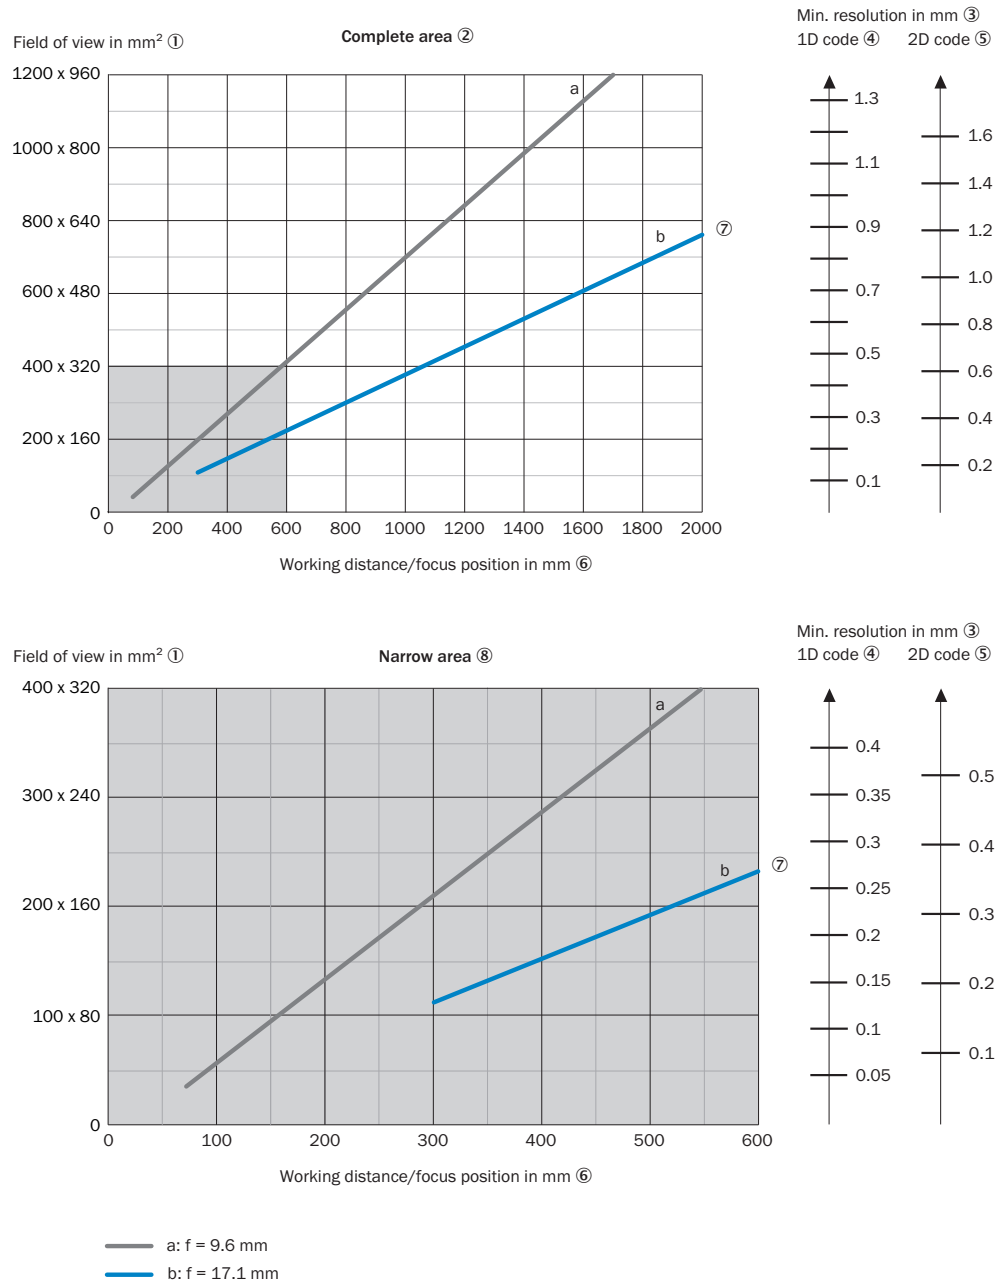 Min. resolution in mm ③
Field of view in mm² ① Complete area ② 1D code ④ 2D code ⑤
1200 x 960
1000 x 800
800 x 640
600 x 480
400 x 320
200 x 160
0
a
b
⑦
0 200 400 600 800 1000 1200 1400 1600 1800 2000
Working distance/focus position in mm ⑥
1.3
1.1
0.9
0.7
0.5
0.3
0.1
1.6
1.4
1.2
1.0
0.8
0.6
0.4
0.2
Min. resolution in mm ③
Field of view in mm² ① Narrow area ⑧ 1D code ④ 2D code ⑤
400 x 320
300 x 240
200 x 160
100 x 80
0
a
b
⑦
0 100 200 300 400 500 600
Working distance/focus position in mm ⑥
0.4
0.35
0.3
0.25
0.2
0.15
0.1
0.05
0.5
0.4
0.3
0.2
0.1
a: f = 9.6 mm
b: f = 17.1 mm